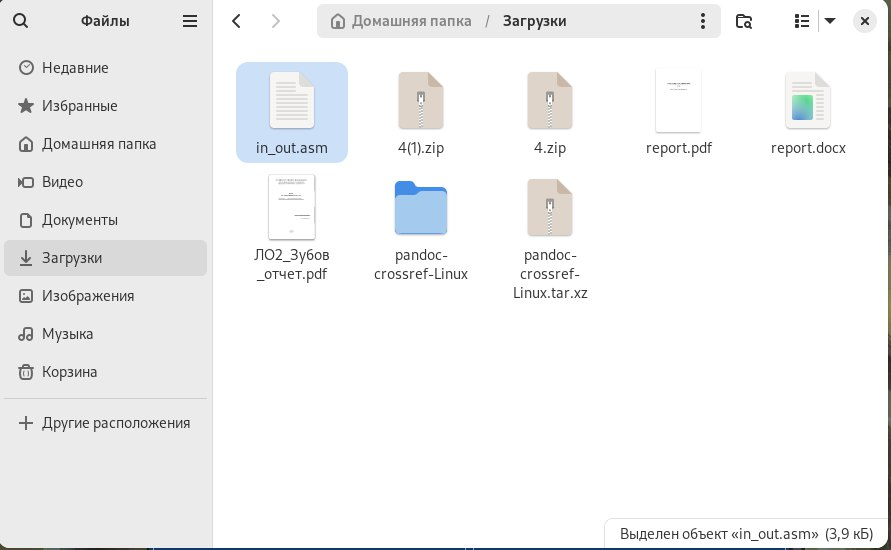 Файлы
Домашняя папка / Загрузки
Недавние
Избранные
Домашняя папка
Видео
Документы
Загрузки
Изображения
Музыка
Корзина
Другие расположения
in_out.asm
4(1).zip
4.zip
report.pdf
report.docx
ЛО2_Зубов
_отчет.pdf
pandoc-
crossref-Linux
pandoc-
crossref-
Linux.tar.xz
Выделен объект «in_out.asm» (3,9 кБ)